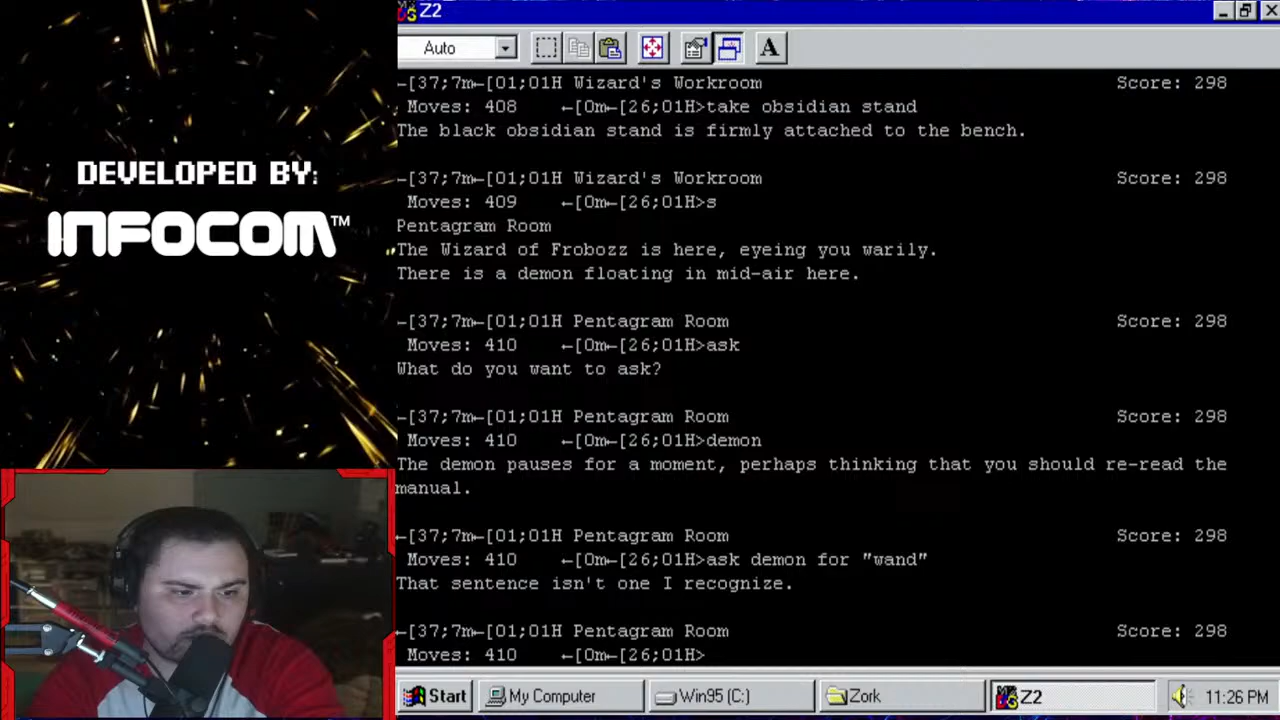 DEVELOPED BY:
INFOCOM™
Z2
Auto
A
←[37;7m←[01;01H Wizard's Workroom Score: 298
Moves: 408 ←[0m←[26;01H>take obsidian stand
The black obsidian stand is firmly attached to the bench.
←[37;7m←[01;01H Wizard's Workroom Score: 298
Moves: 409 ←[0m←[26;01H>s
Pentagram Room
The Wizard of Frobozz is here, eyeing you warily.
There is a demon floating in mid-air here.
←[37;7m←[01;01H Pentagram Room Score: 298
Moves: 410 ←[0m←[26;01H>ask
What do you want to ask?
←[37;7m←[01;01H Pentagram Room Score: 298
Moves: 410 ←[0m←[26;01H>demon
The demon pauses for a moment, perhaps thinking that you should re-read the
manual.
←[37;7m←[01;01H Pentagram Room Score: 298
Moves: 410 ←[0m←[26;01H>ask demon for "wand"
That sentence isn't one I recognize.
←[37;7m←[01;01H Pentagram Room Score: 298
Moves: 410 ←[0m←[26;01H>
Start My Computer Win95 (C:) Zork Z2 11:26 PM